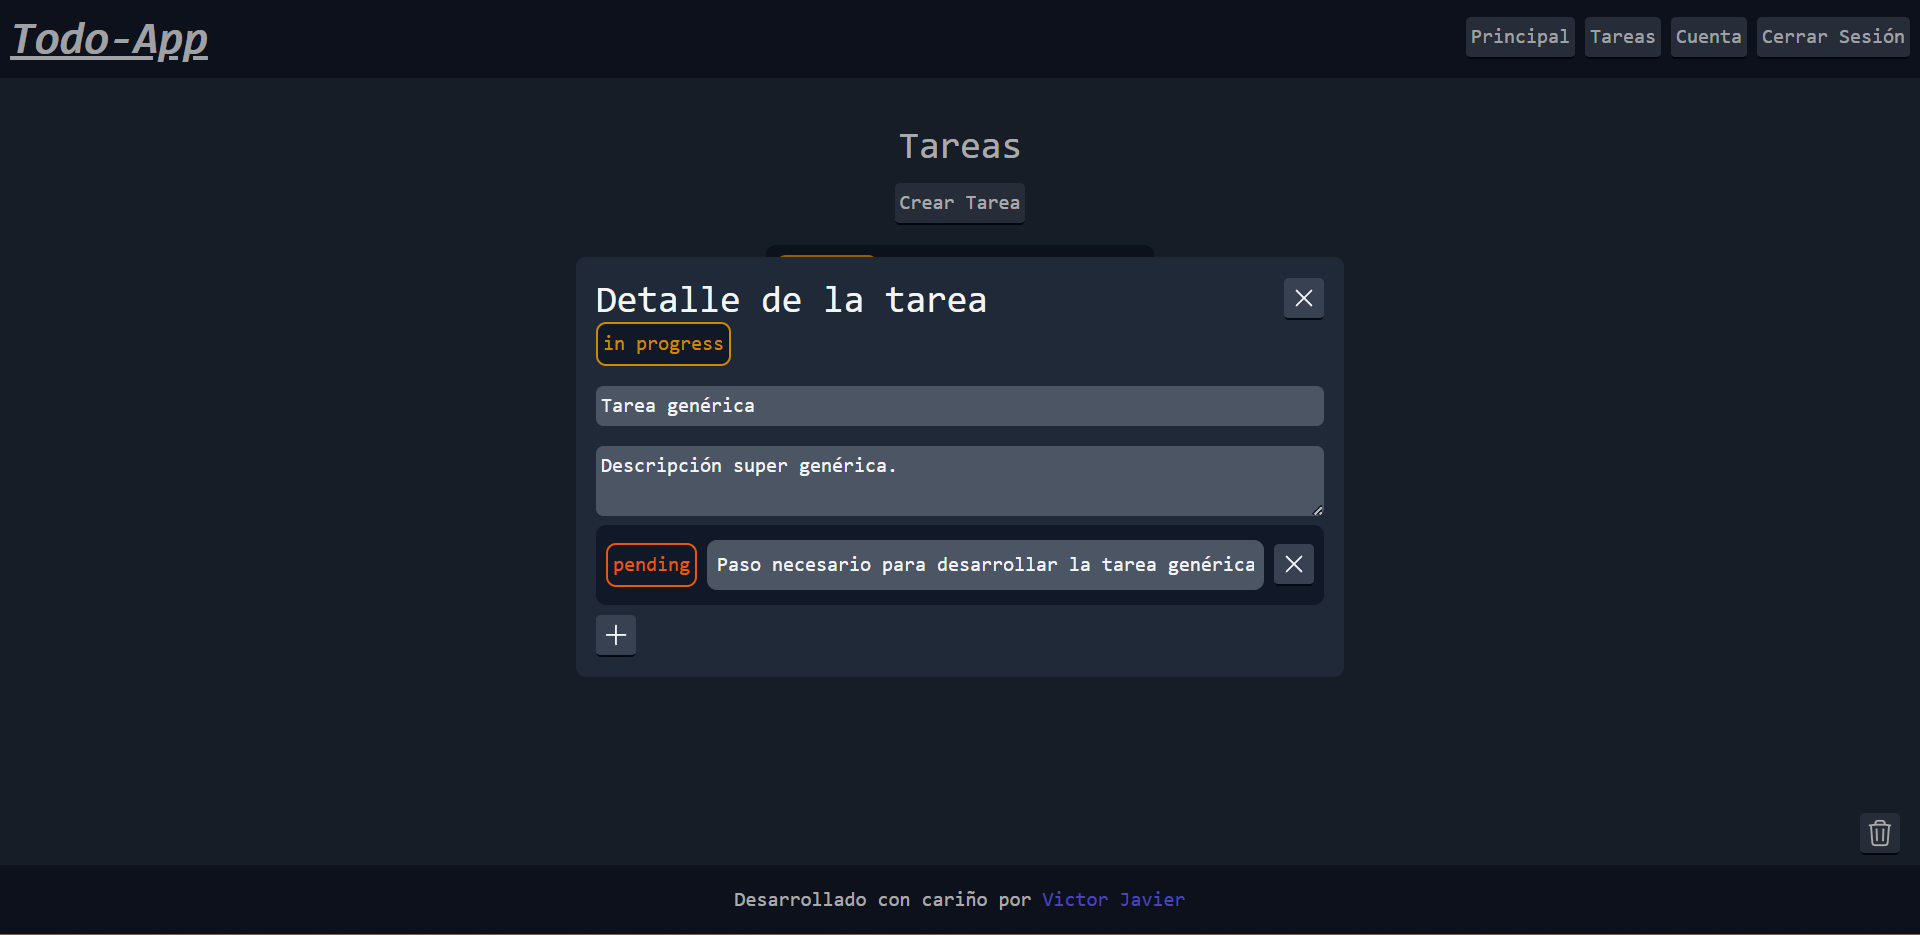 Todo-App
Principal Tareas Cuenta Cerrar Sesión
Tareas
Crear Tarea
Detalle de la tarea
in progress
Tarea genérica
Descripción super genérica.
pending Paso necesario para desarrollar la tarea genérica
Desarrollado con cariño por Victor Javier